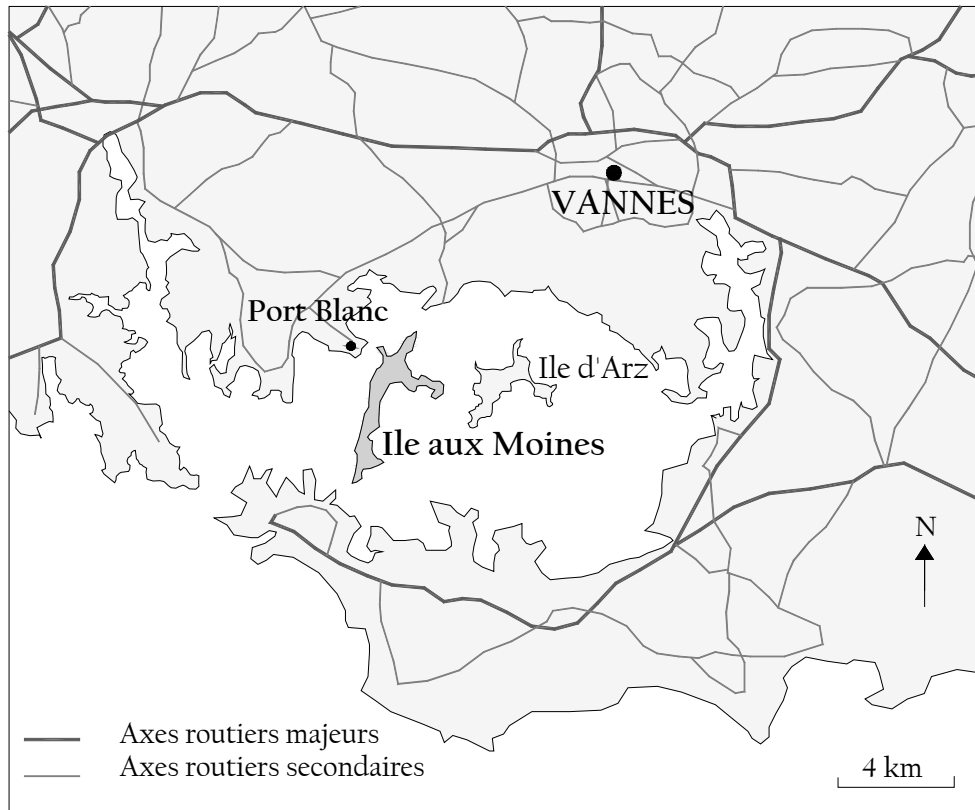 VANNES
Port Blanc
Ile d'Arz
Ile aux Moines
N
Axes routiers majeurs
Axes routiers secondaires
4 km